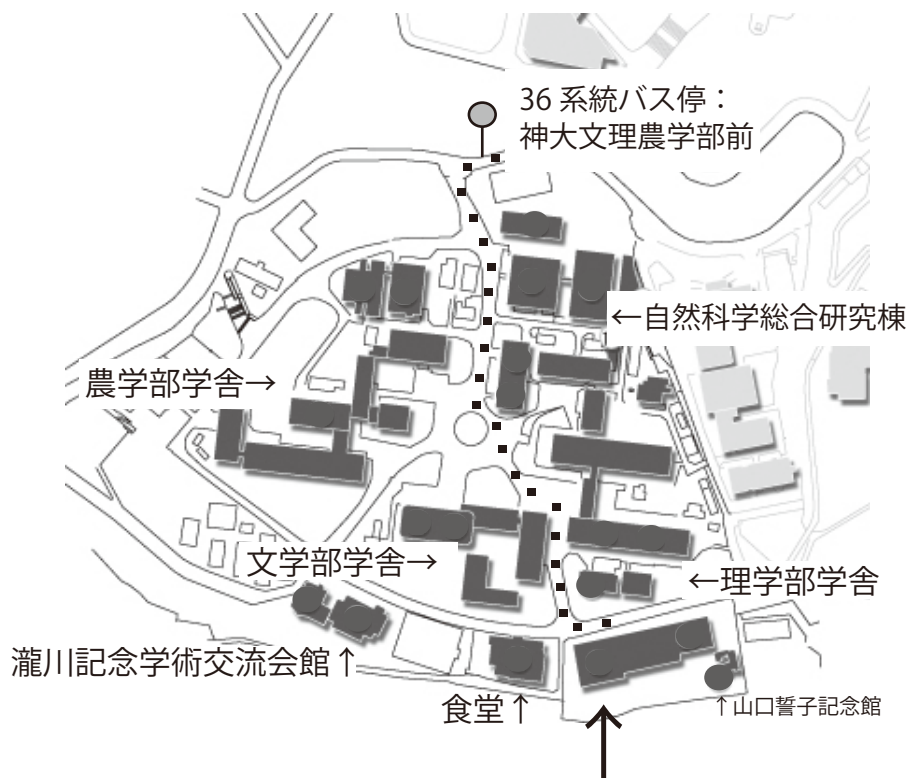 36 系統バス停：
神大文理農学部前
←自然科学総合研究棟
農学部学舎→
文学部学舎→
←理学部学舎
瀧川記念学術交流会館↑
食堂↑
↑山口誓子記念館